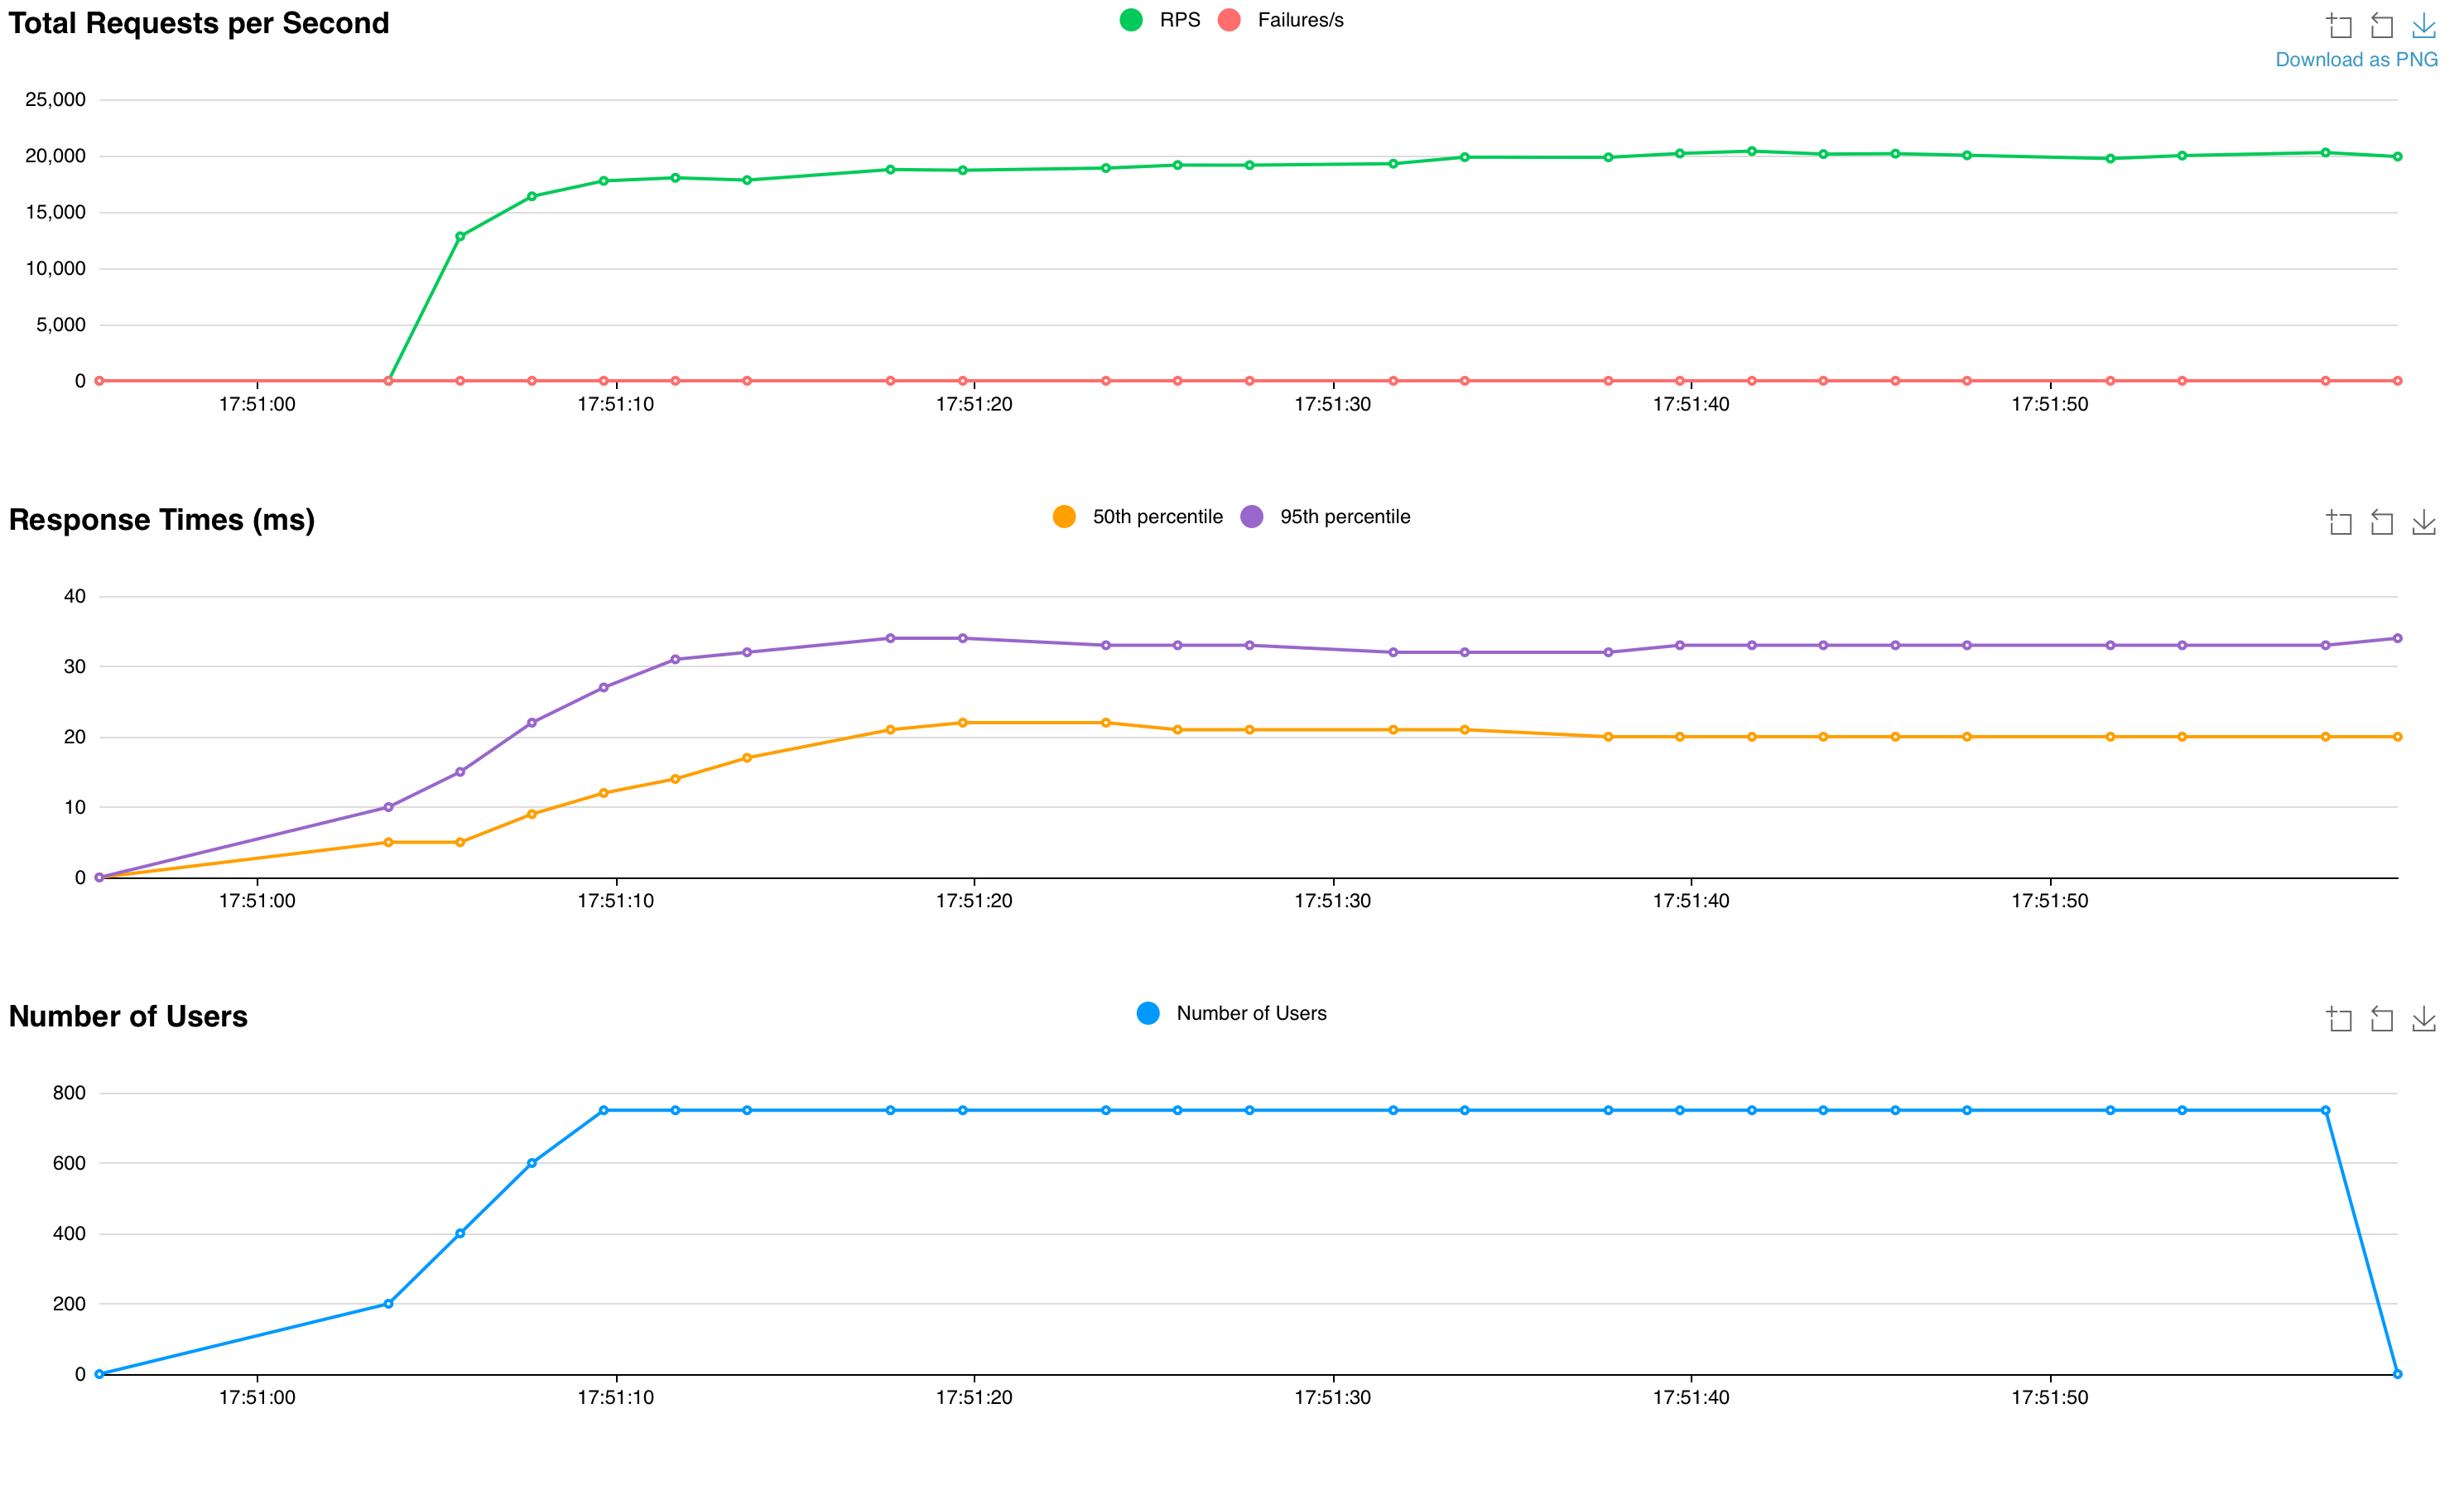 Total Requests per Second
RPS Failures/s
Download as PNG
25,000
20,000
15,000
10,000
5,000
0
17:51:00 17:51:10 17:51:20 17:51:30 17:51:40 17:51:50
Response Times (ms)
50th percentile 95th percentile
40
30
20
10
0
17:51:00 17:51:10 17:51:20 17:51:30 17:51:40 17:51:50
Number of Users
Number of Users
800
600
400
200
0
17:51:00 17:51:10 17:51:20 17:51:30 17:51:40 17:51:50